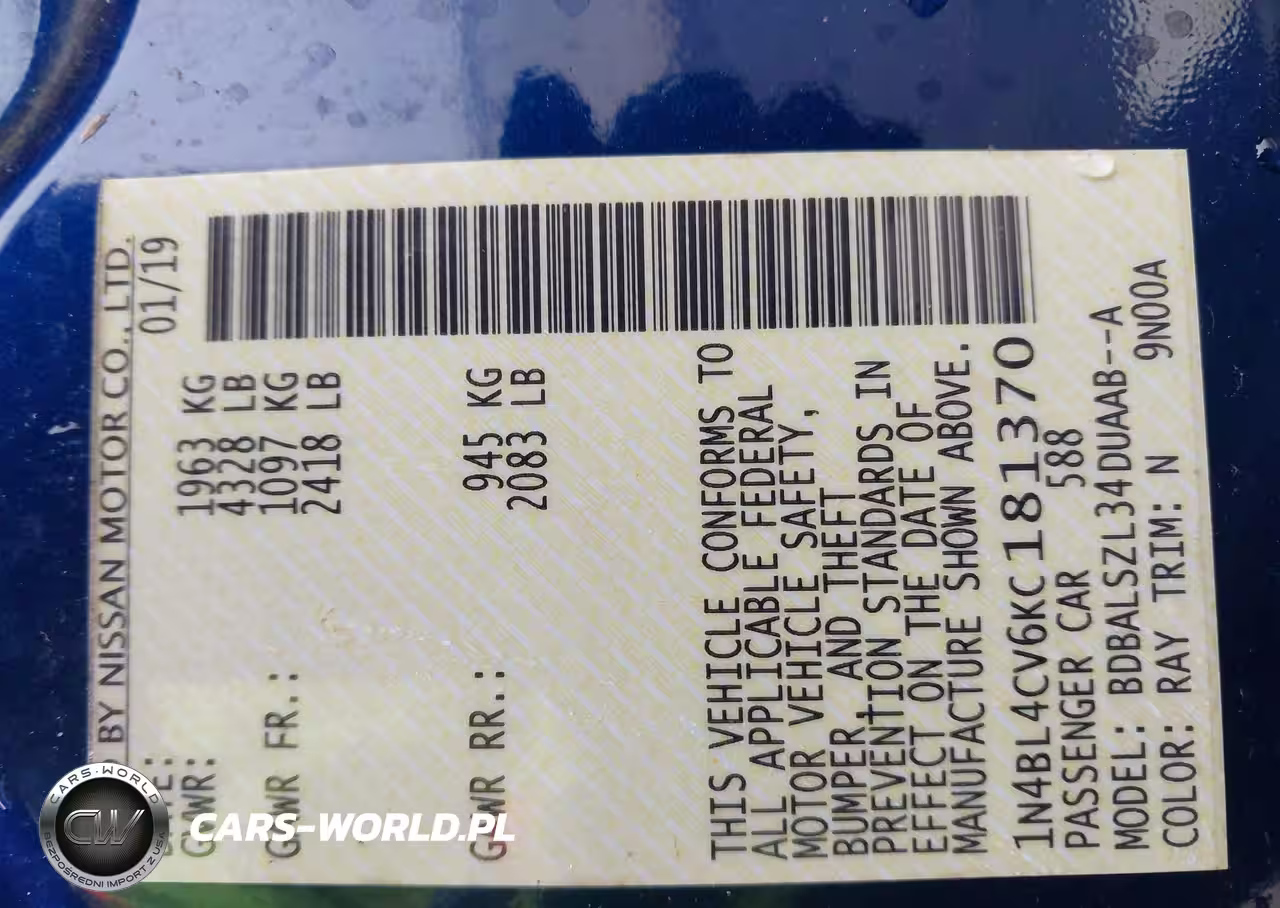 BY NISSAN MOTOR CO., LTD.
01/19
GVWR: 1963 KG
4328 LB
GAWR FR.: 1097 KG
2418 LB
GAWR RR.: 945 KG
2083 LB
THIS VEHICLE CONFORMS TO
ALL APPLICABLE FEDERAL
MOTOR VEHICLE SAFETY,
BUMPER, AND THEFT
PREVENTION STANDARDS IN
EFFECT ON THE DATE OF
MANUFACTURE SHOWN ABOVE.
1N4BL4CV6KC181370
PASSENGER CAR 588
MODEL: BDBALSZL34DUAAB--A
COLOR: RAY TRIM: N 9N00A
CARS-WORLD
CW
BEZPOSREDNI IMPORT Z USA
CARS-WORLD.PL